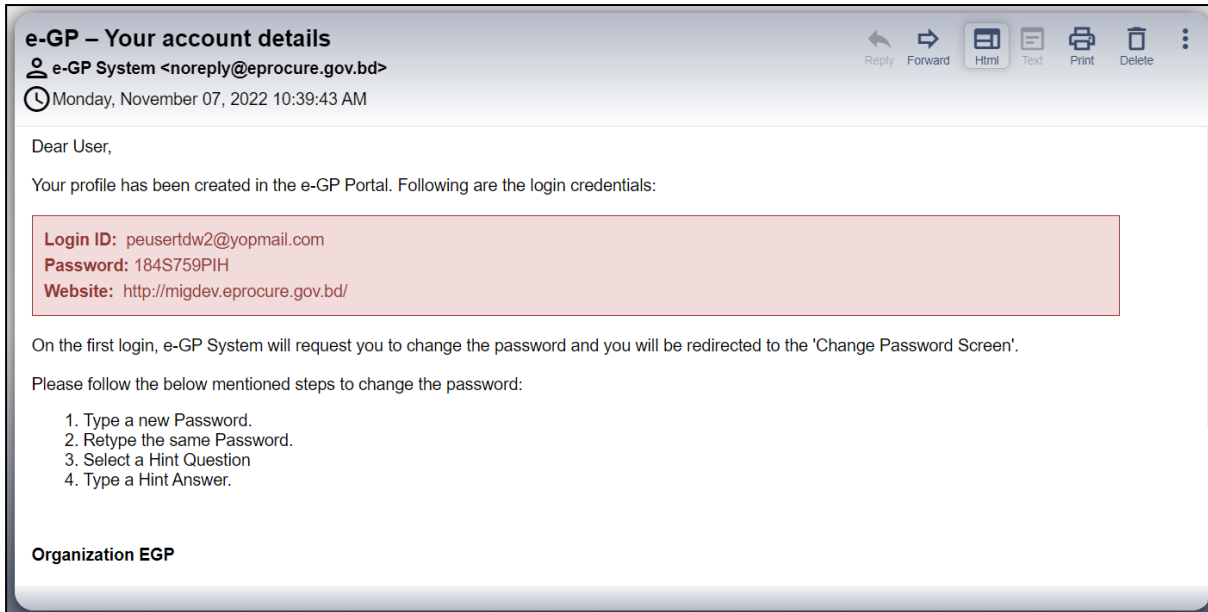 e-GP – Your account details
e-GP System <noreply@eprocure.gov.bd>
Monday, November 07, 2022 10:39:43 AM
Reply Forward Html Text Print Delete
Dear User,
Your profile has been created in the e-GP Portal. Following are the login credentials:
Login ID: peusertdw2@yopmail.com
Password: 184S759PIH
Website: http://migdev.eprocure.gov.bd/
On the first login, e-GP System will request you to change the password and you will be redirected to the 'Change Password Screen'.
Please follow the below mentioned steps to change the password:
1. Type a new Password.
2. Retype the same Password.
3. Select a Hint Question
4. Type a Hint Answer.
Organization EGP